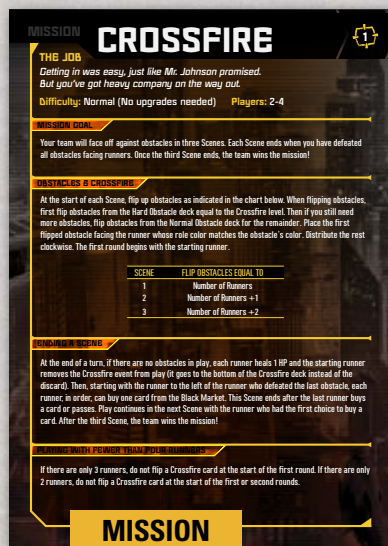 MISSION
CROSSFIRE
1
THE JOB
Getting in was easy, just like Mr. Johnson promised.
But you've got heavy company on the way out.
Difficulty: Normal (No upgrades needed) Players: 2-4
MISSION GOAL
Your team will face off against obstacles in three Scenes. Each Scene ends when you have defeated
all obstacles facing runners. Once the third Scene ends, the team wins the mission!
OBSTACLES & CROSSFIRE
At the start of each Scene, flip up obstacles as indicated in the chart below. When flipping obstacles,
first flip obstacles from the Hard Obstacle deck equal to the Crossfire level. Then if you still need
more obstacles, flip obstacles from the Normal Obstacle deck for the remainder. Place the first
flipped obstacle facing the runner whose role color matches the obstacle's color. Distribute the rest
clockwise. The first round begins with the starting runner.
SCENE FLIP OBSTACLES EQUAL TO
1 Number of Runners
2 Number of Runners +1
3 Number of Runners +2
ENDING A SCENE
At the end of a turn, if there are no obstacles in play, each runner heals 1 HP and the starting runner
removes the Crossfire event from play (it goes to the bottom of the Crossfire deck instead of the
discard). Then, starting with the runner to the left of the runner who defeated the last obstacle, each
runner, in order, can buy one card from the Black Market. This Scene ends after the last runner buys
a card or passes. Play continues in the next Scene with the runner who had the first choice to buy a
card. After the third Scene, the team wins the mission!
PLAYING WITH FEWER THAN FOUR RUNNERS
If there are only 3 runners, do not flip a Crossfire card at the start of the first round. If there are only
2 runners, do not flip a Crossfire card at the start of the first or second rounds.
MISSION